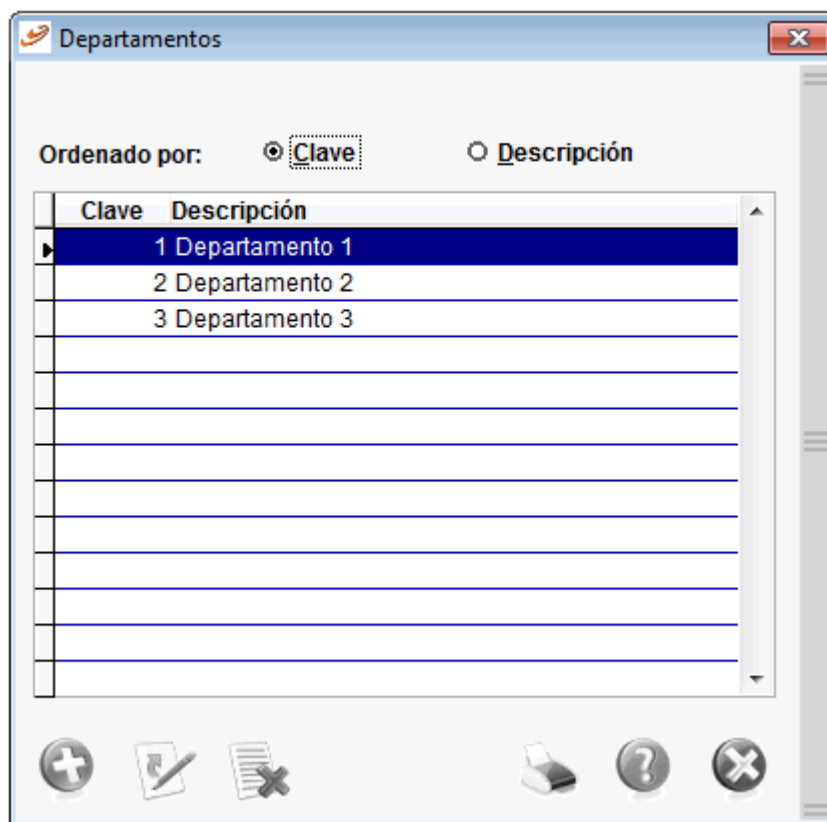 Departamentos
Ordenado por: Clave Descripción
Clave Descripción
1 Departamento 1
2 Departamento 2
3 Departamento 3